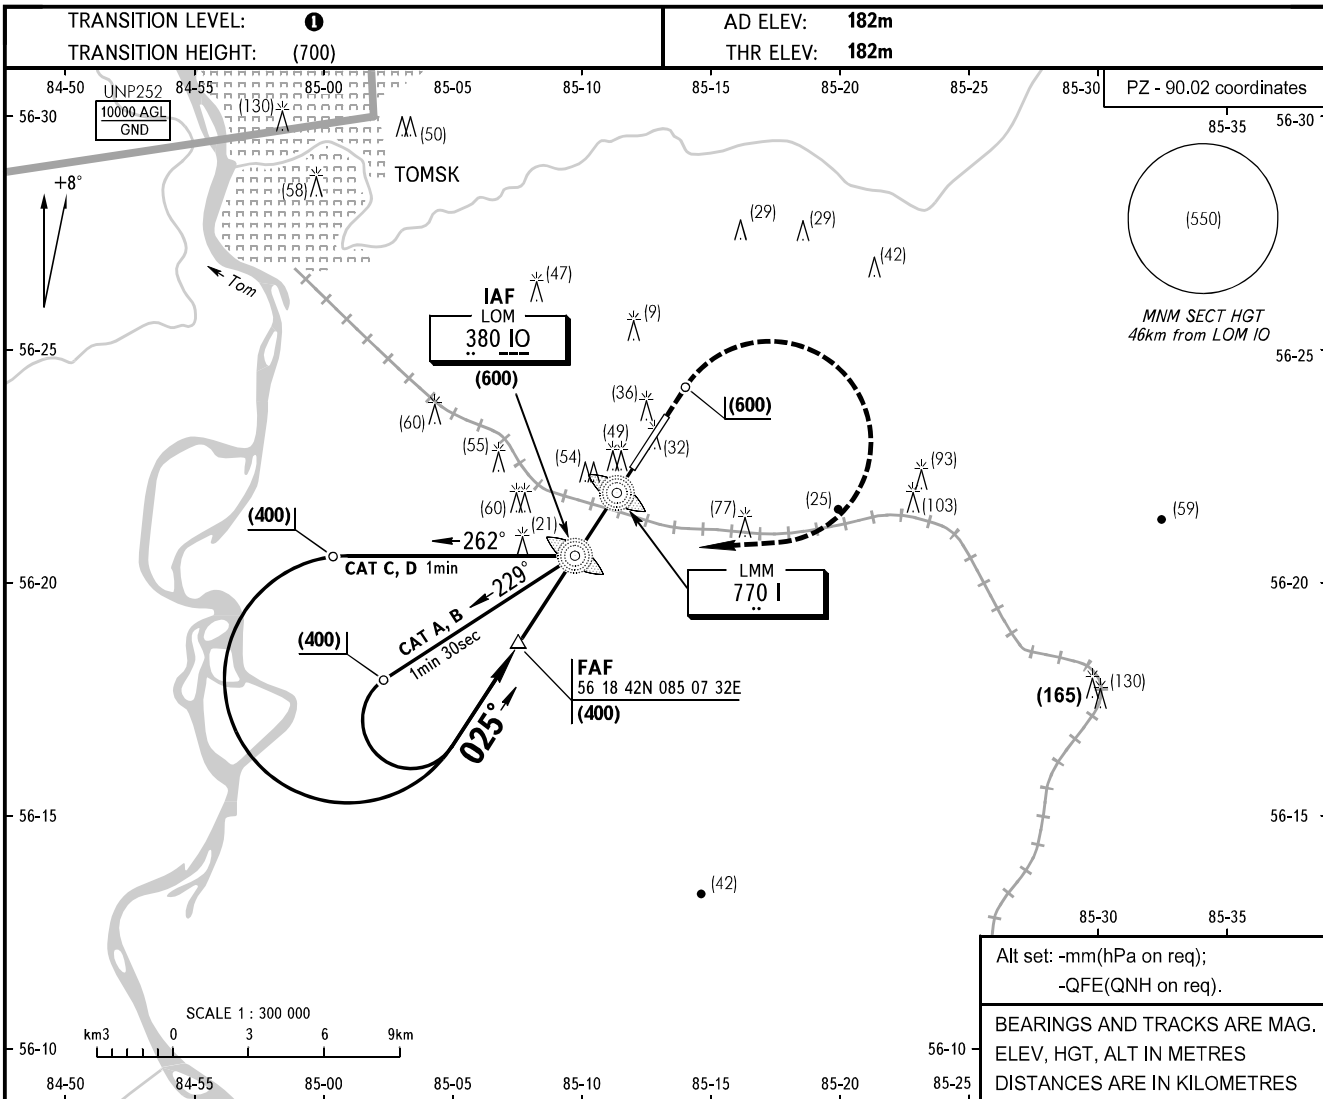 TRANSITION LEVEL: 1
TRANSITION HEIGHT: (700)
AD ELEV: 182m
THR ELEV: 182m
84-50 84-55 85-00 85-05 85-10 85-15 85-20 85-25 85-30
PZ - 90.02 coordinates
85-35
56-30
56-30
UNP252
10000 AGL
GND
(130)
(50)
TOMSK
(58)
+8°
Tom
(29)
(29)
(42)
(550)
MNM SECT HGT
46km from LOM IO
(47)
IAF
LOM
380 IO
(600)
(9)
56-25
56-25
(36)
(600)
(60)
(55)
(49)
(32)
(54)
(93)
(60)
(21)
(77)
(25)
(103)
(59)
(400)
262°
CAT C, D 1min
229°
CAT A, B
1min 30sec
LMM
770 I
56-20
56-20
(400)
FAF
56 18 42N 085 07 32E
(400)
025°
(165)
(130)
56-15
56-15
(42)
85-30 85-35
Alt set: -mm(hPa on req);
-QFE(QNH on req).
SCALE 1 : 300 000
km3 0 3 6 9km
BEARINGS AND TRACKS ARE MAG.
ELEV, HGT, ALT IN METRES
DISTANCES ARE IN KILOMETRES
56-10
56-10
84-50 84-55 85-00 85-05 85-10 85-15 85-20 85-25